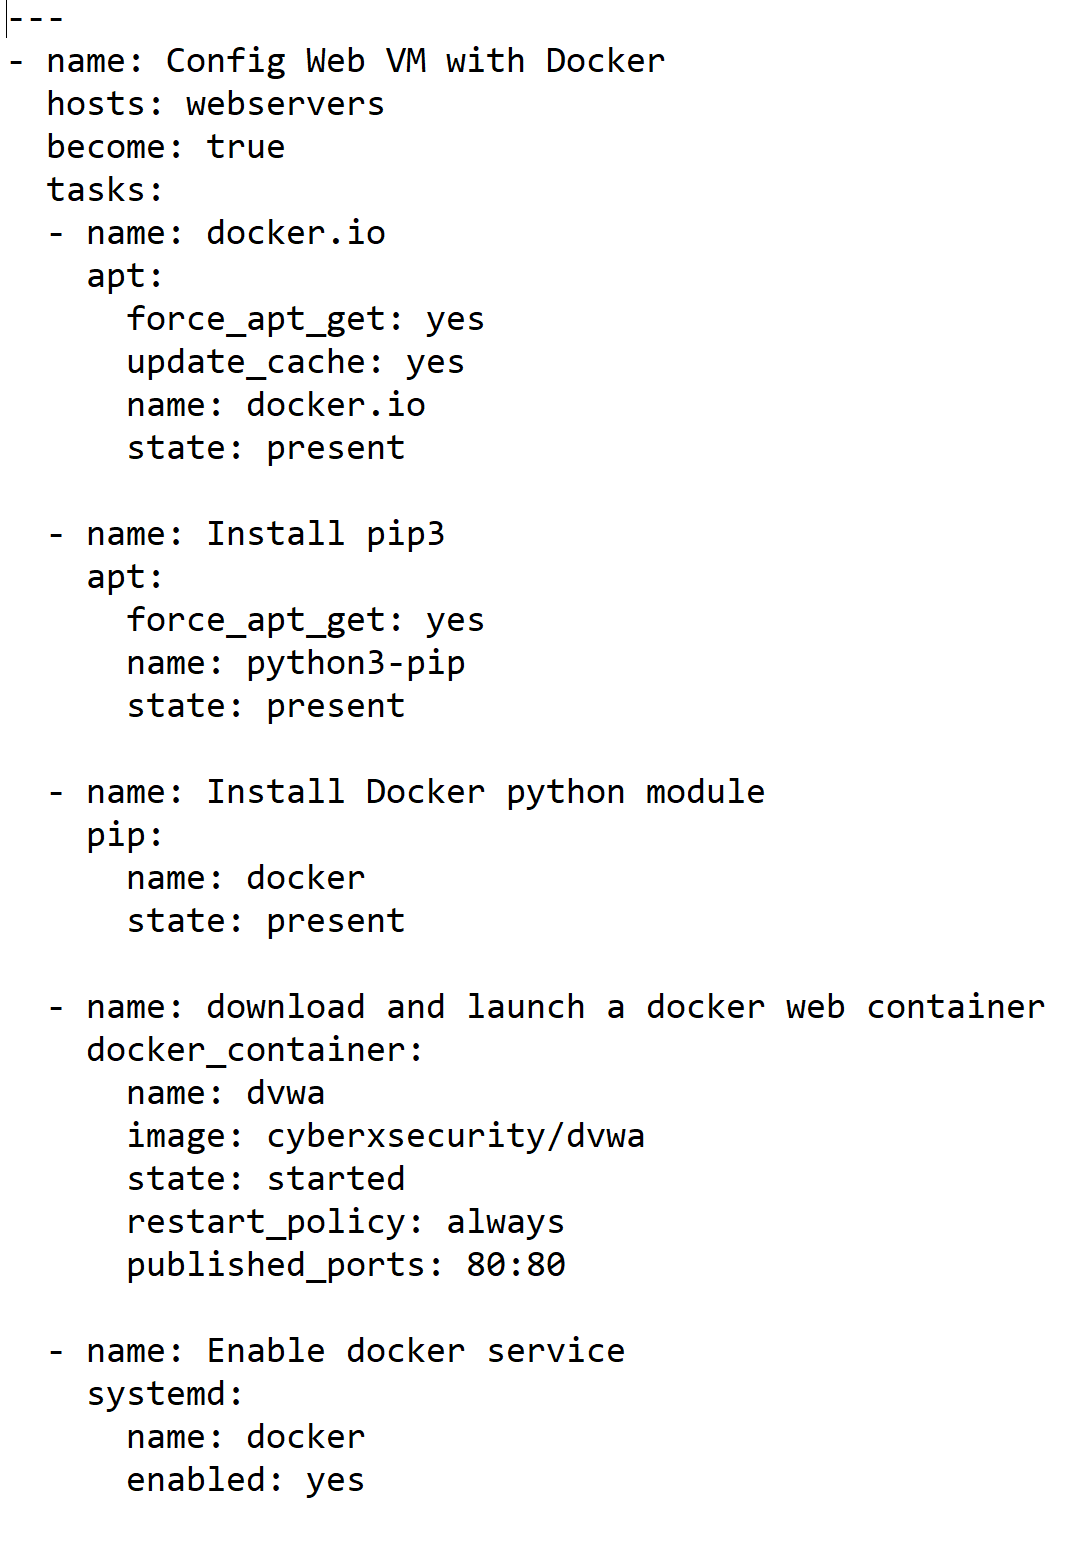 ---
- name: Config Web VM with Docker
  hosts: webservers
  become: true
  tasks:
  - name: docker.io
    apt:
      force_apt_get: yes
      update_cache: yes
      name: docker.io
      state: present

  - name: Install pip3
    apt:
      force_apt_get: yes
      name: python3-pip
      state: present

  - name: Install Docker python module
    pip:
      name: docker
      state: present

  - name: download and launch a docker web container
    docker_container:
      name: dvwa
      image: cyberxsecurity/dvwa
      state: started
      restart_policy: always
      published_ports: 80:80

  - name: Enable docker service
    systemd:
      name: docker
      enabled: yes